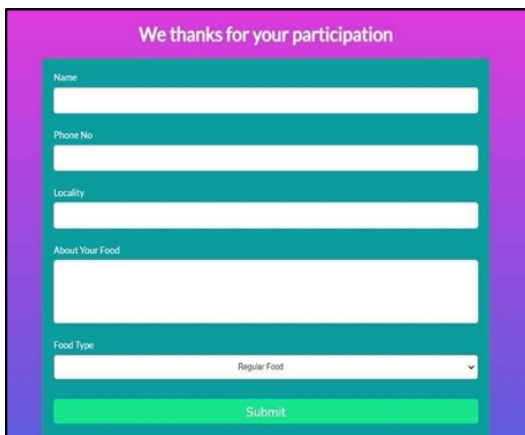 We thanks for your participation
Name
Phone No
Locality
About Your Food
Food Type
Regular Food
Submit